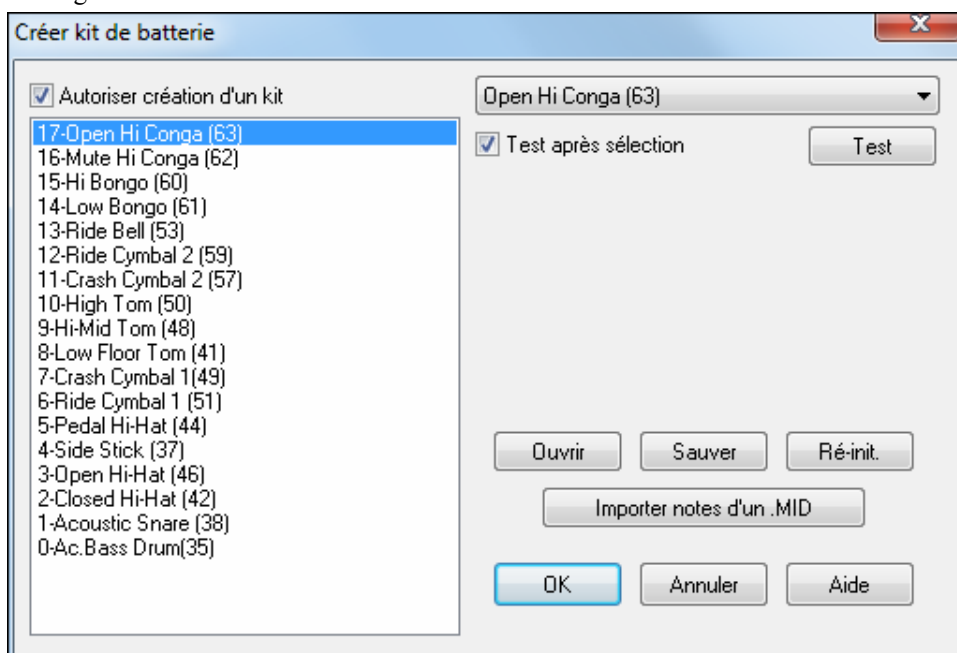 Créer kit de batterie
x
Autoriser création d'un kit
17-Open Hi Conga (63)
16-Mute Hi Conga (62)
15-Hi Bongo (60)
14-Low Bongo (61)
13-Ride Bell (53)
12-Ride Cymbal 2 (59)
11-Crash Cymbal 2 (57)
10-High Tom (50)
9-Hi-Mid Tom (48)
8-Low Floor Tom (41)
7-Crash Cymbal 1(49)
6-Ride Cymbal 1 (51)
5-Pedal Hi-Hat (44)
4-Side Stick (37)
3-Open Hi-Hat (46)
2-Closed Hi-Hat (42)
1-Acoustic Snare (38)
0-Ac.Bass Drum(35)
Open Hi Conga (63)
Test après sélection
Test
Ouvrir
Sauver
Ré-init.
Importer notes d'un .MID
OK
Annuler
Aide